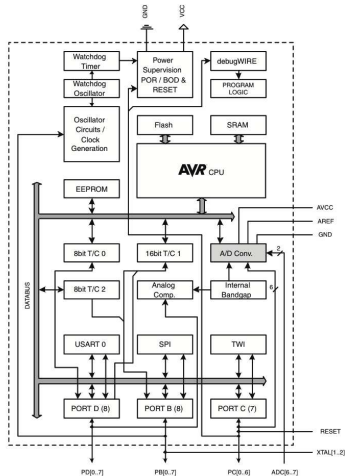 GND
VCC
Watchdog
Timer
Watchdog
Oscillator
Oscillator
Circuits /
Clock
Generation
Power
Supervision
POR / BOD &
RESET
debugWIRE
PROGRAM
LOGIC
Flash
SRAM
AVR CPU
EEPROM
AVCC
AREF
GND
8bit T/C 0
16bit T/C 1
A/D Conv.
2
DATABUS
8bit T/C 2
Analog
Comp.
Internal
Bandgap
6
USART 0
SPI
TWI
PORT D (8)
PORT B (8)
PORT C (7)
RESET
XTAL[1..2]
PD[0..7]
PB[0..7]
PC[0..6]
ADC[6..7]